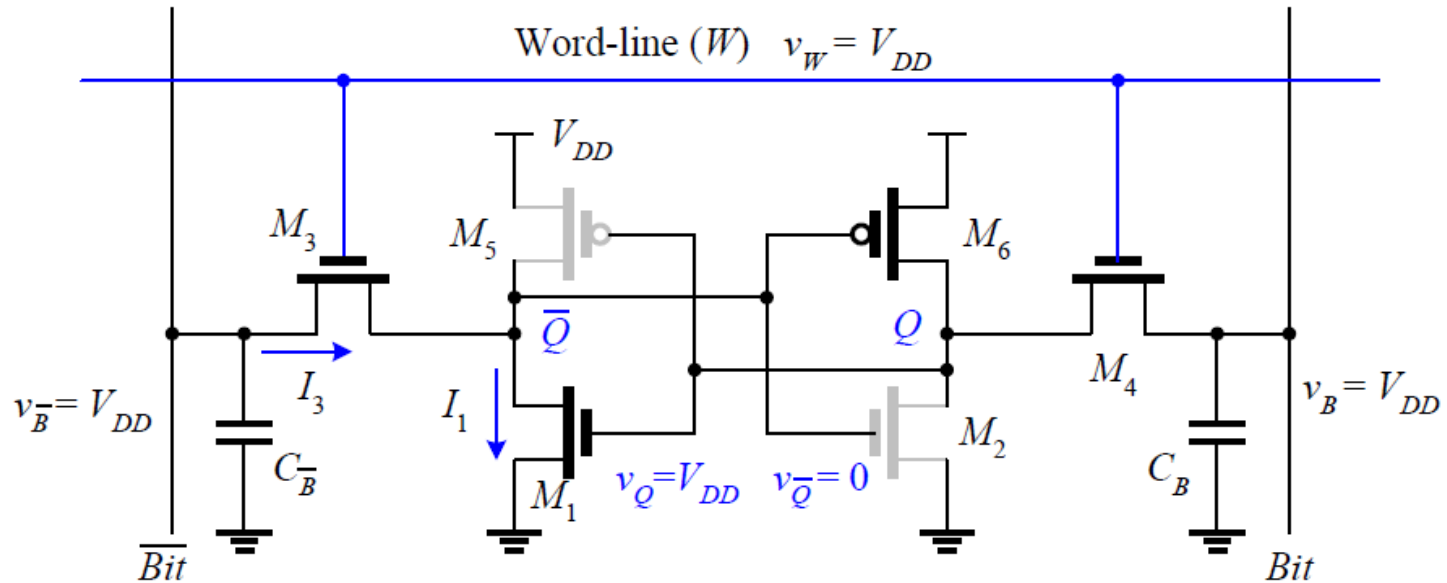 Word-line (W) v_W = V_DD
V_DD
M_3
M_5
M_6
Q̅
Q
I_3
I_1
M_4
v_B̅ = V_DD
v_B = V_DD
C_B̅
M_1
v_Q = V_DD
v_Q̅ = 0
M_2
C_B
B̅i̅t̅
Bit